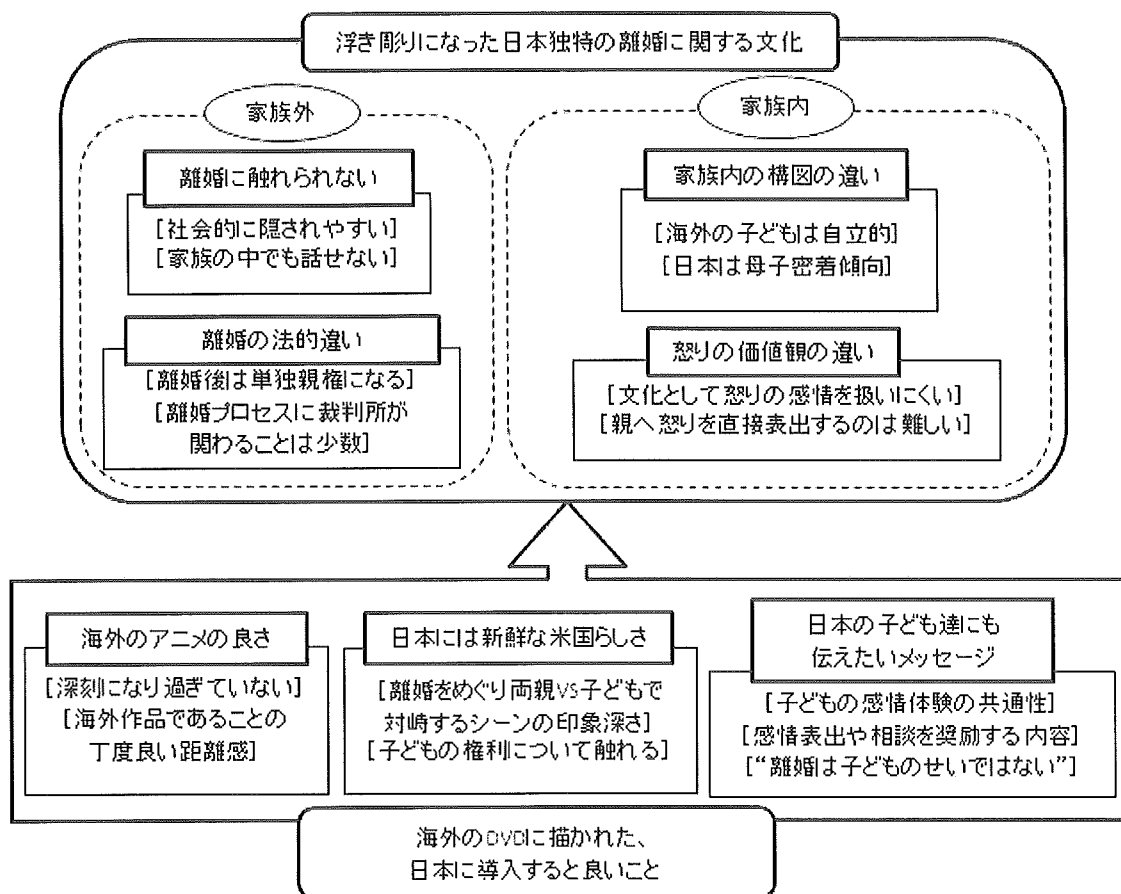 浮き彫りになった日本独特の離婚に関する文化
家族外
離婚に触れられない
[社会的に隠されやすい]
[家族の中でも話せない]
離婚の法的違い
[離婚後は単独親権になる]
[離婚プロセスに裁判所が
関わることは少数]
家族内
家族内の構図の違い
[海外の子どもは自立的]
[日本は母子密着傾向]
怒りの価値観の違い
[文化として怒りの感情を扱いにくい]
[親へ怒りを直接表出するのは難しい]
海外のアニメの良さ
[深刻になり過ぎていない]
[海外作品であることの
丁度良い距離感]
日本には新鮮な米国らしさ
[離婚をめぐり両親VS子どもで
対峙するシーンの印象深さ]
[子どもの権利について触れる]
日本の子ども達にも
伝えたいメッセージ
[子どもの感情体験の共通性]
[感情表出や相談を奨励する内容]
[“離婚は子どものせいではない”]
海外のDVDに描かれた、
日本に導入すると良いこと